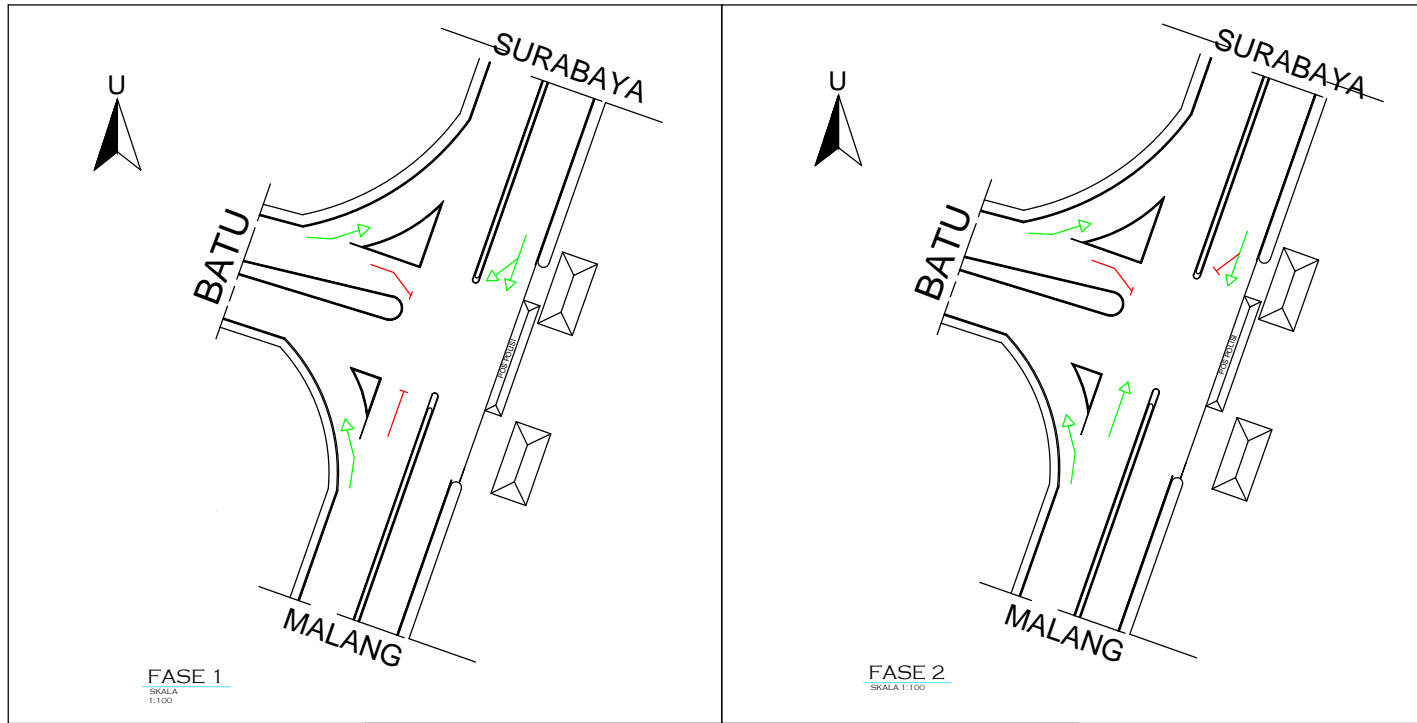 U
SURABAYA
BATU
POS POLISI
MALANG
FASE 1
SKALA
1:100
U
SURABAYA
BATU
POS POLISI
MALANG
FASE 2
SKALA 1:100